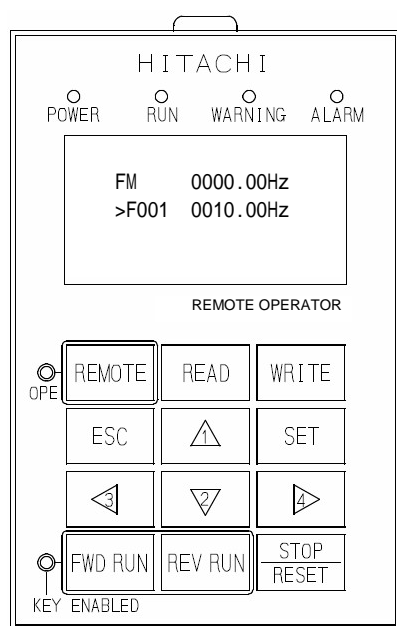 HITACHI
POWER RUN WARNING ALARM
FM 0000.00Hz
>F001 0010.00Hz
REMOTE OPERATOR
REMOTE READ WRITE
OPE
ESC 1 SET
3 2 4
FWD RUN REV RUN STOP
RESET
KEY ENABLED